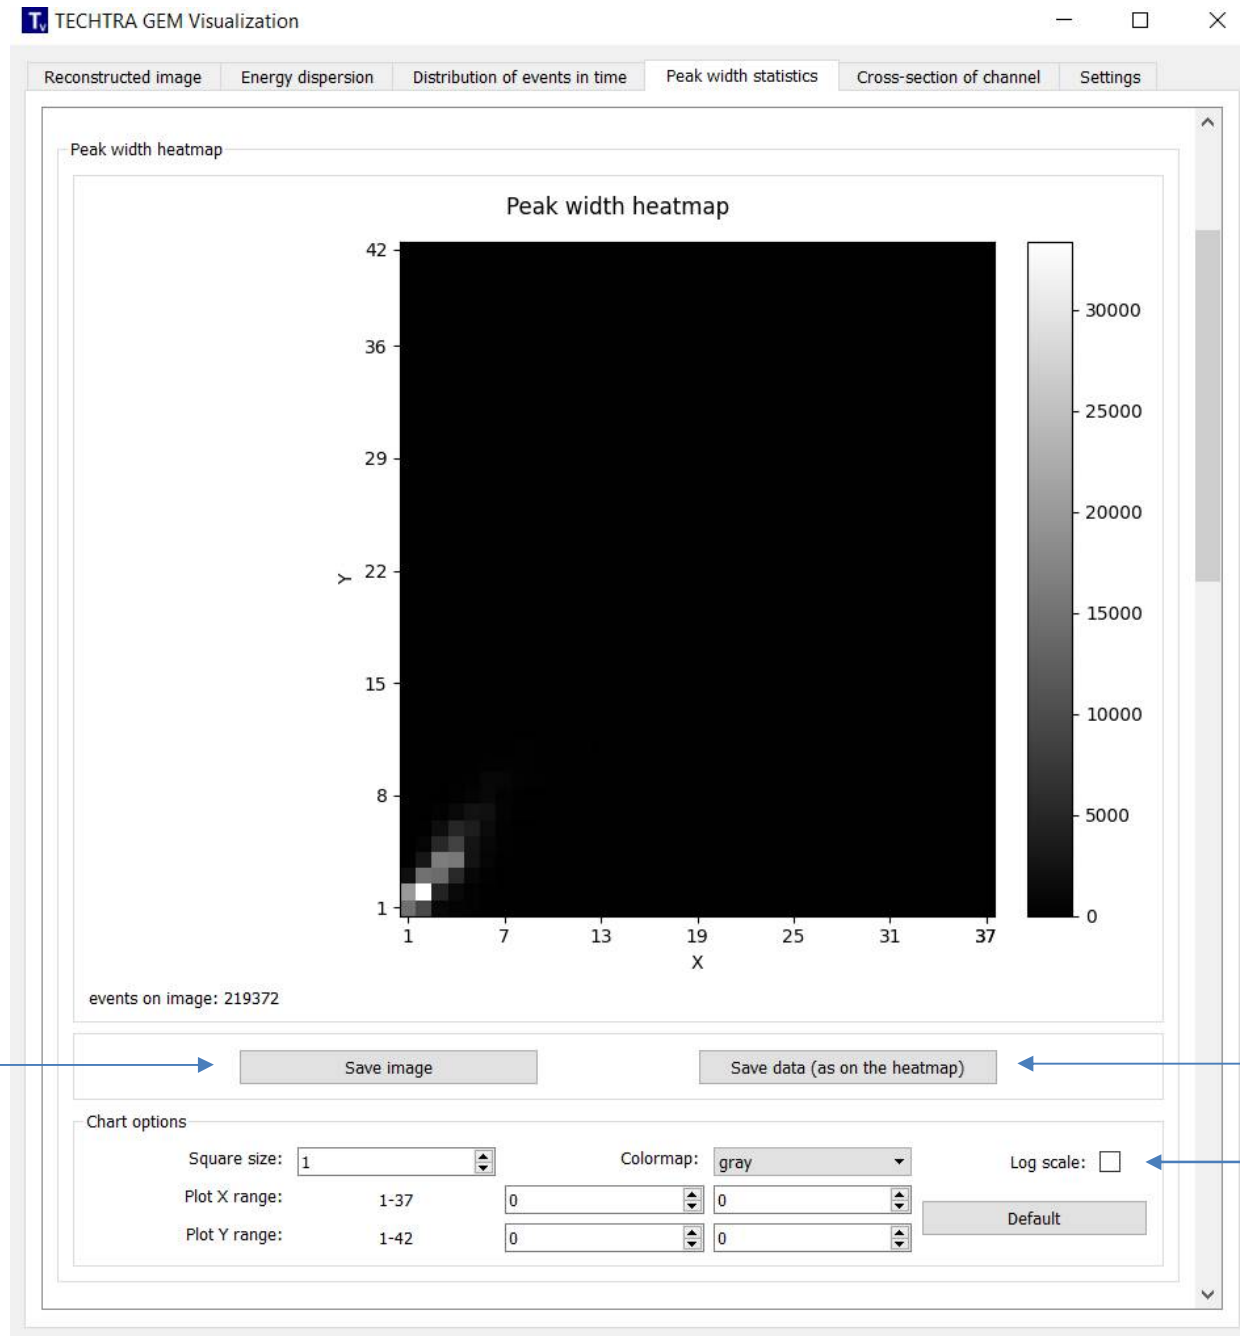 Tv TECHTRA GEM Visualization
Reconstructed image Energy dispersion Distribution of events in time Peak width statistics Cross-section of channel Settings
Peak width heatmap
Peak width heatmap
42
36
29
22
15
8
1
Y
1 7 13 19 25 31 37
X
30000
25000
20000
15000
10000
5000
0
events on image: 219372
Save image Save data (as on the heatmap)
Chart options
Square size: 1 Colormap: gray Log scale:
Plot X range: 1-37 0 0
Default
Plot Y range: 1-42 0 0